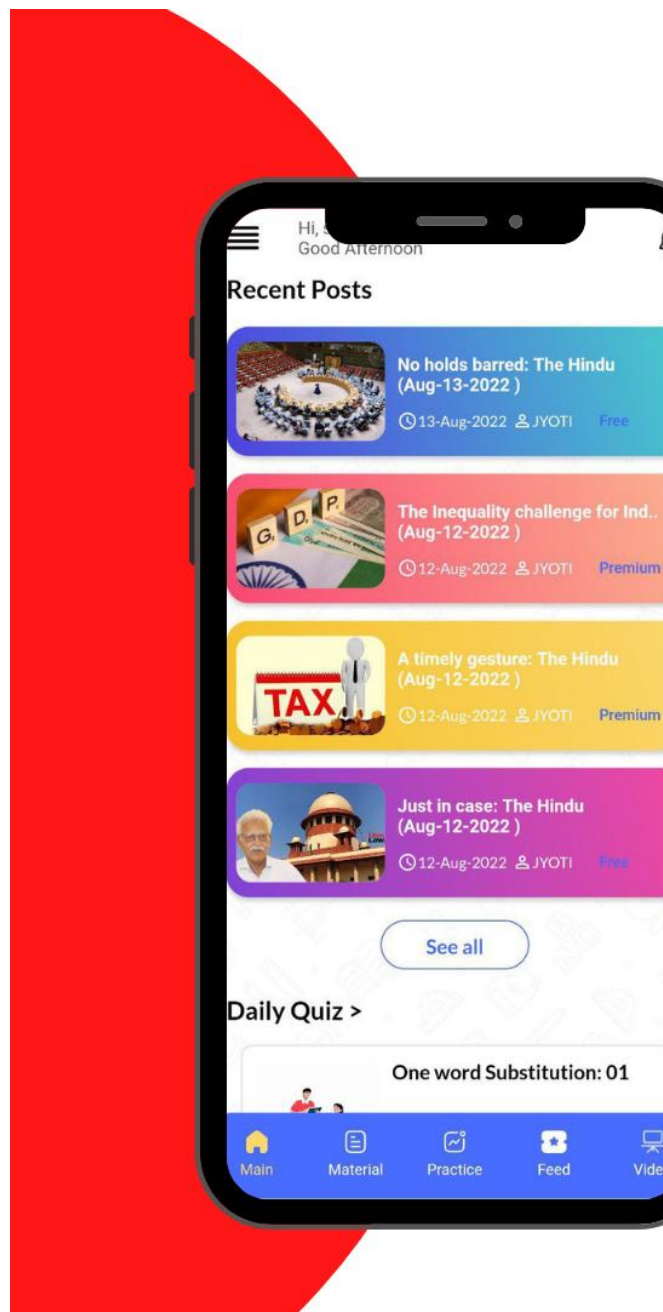 Hi,
Good Afternoon
Recent Posts
No holds barred: The Hindu
(Aug-13-2022 )
13-Aug-2022 JYOTI Free
G D P
The Inequality challenge for Ind..
(Aug-12-2022 )
12-Aug-2022 JYOTI Premium
TAX
A timely gesture: The Hindu
(Aug-12-2022 )
12-Aug-2022 JYOTI Premium
Just in case: The Hindu
(Aug-12-2022 )
12-Aug-2022 JYOTI Free
See all
Daily Quiz >
One word Substitution: 01
Main Material Practice Feed Vide